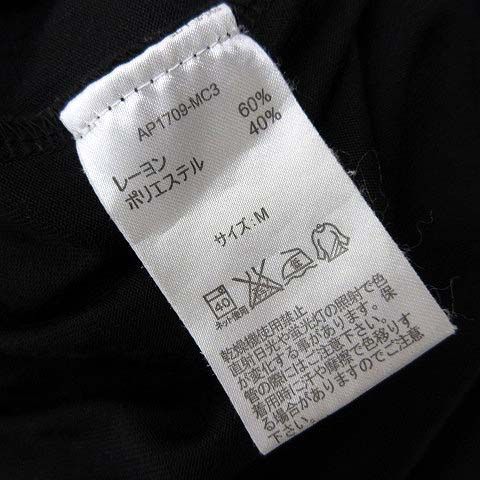 AP1709-MC3
レーヨン 60%
ポリエステル 40%
サイズ:M
40 中
ネット使用
乾燥機使用禁止
直射日光や蛍光灯の照射で色
が変化する事があります。保
管の際にはご注意下さい。
着用時に汗や摩擦で色移りす
る場合がありますのでご注意
下さい。